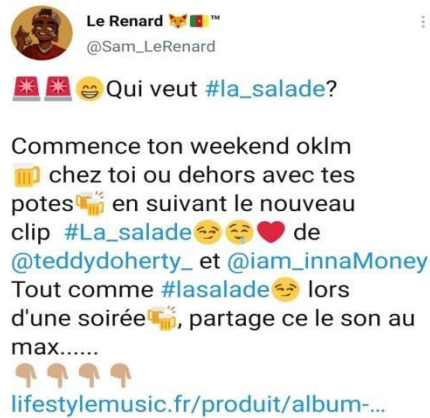 Le Renard 🦊🇨🇲™
@Sam_LeRenard
🚨🚨😁Qui veut #la_salade?
Commence ton weekend oklm
🍺 chez toi ou dehors avec tes
potes🍻 en suivant le nouveau
clip #La_salade😏🤤❤️ de
@teddydoherty_ et @iam_innaMoney
Tout comme #lasalade😏 lors
d'une soirée🍻, partage ce le son au
max......
👇🏽👇🏽👇🏽👇🏽
lifestylemusic.fr/produit/album-...